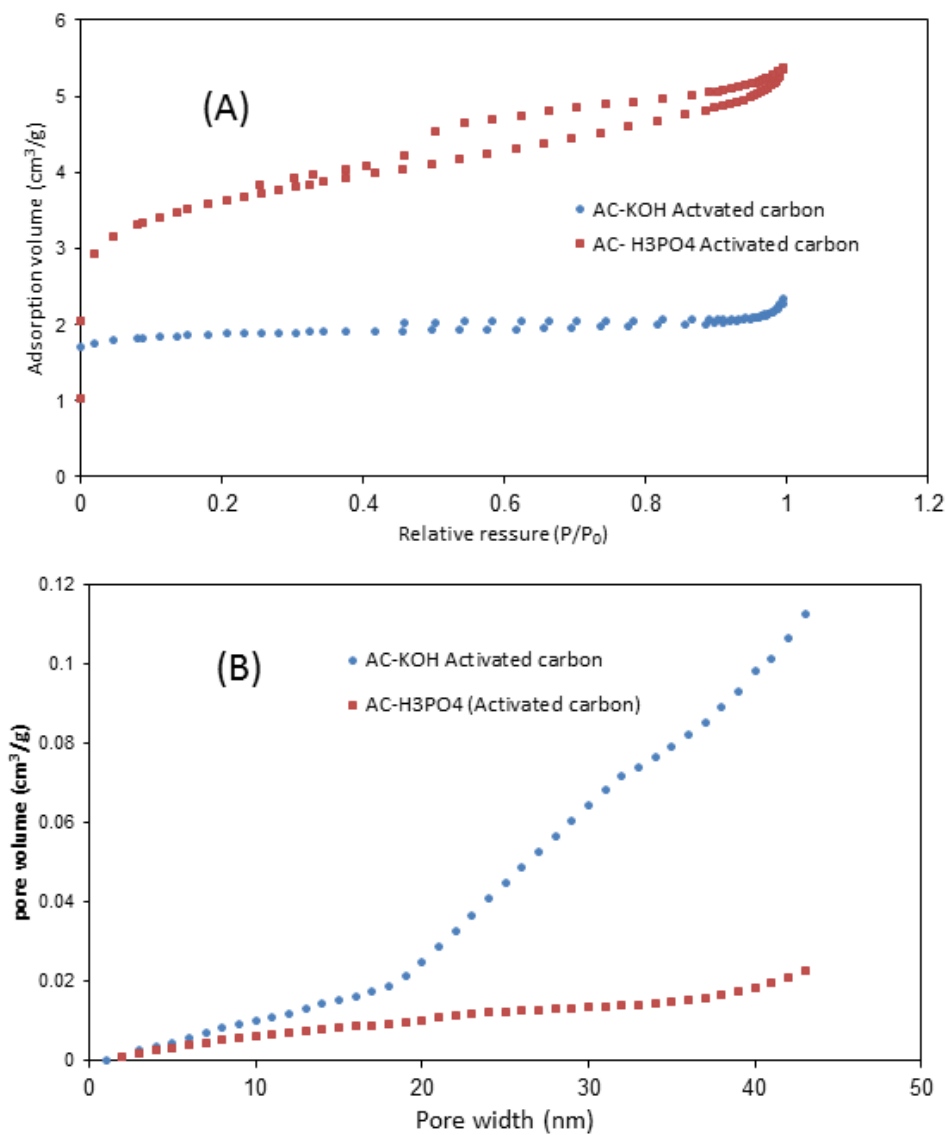 6
5
4
3
2
1
0
Adsorption volume (cm³/g)
(A)
AC-KOH Actvated carbon
AC- H3PO4 Activated carbon
0 0.2 0.4 0.6 0.8 1 1.2
Relative ressure (P/P₀)
0.12
0.1
0.08
0.06
0.04
0.02
0
pore volume (cm³/g)
(B)
AC-KOH Activated carbon
AC-H3PO4 (Activated carbon)
0 10 20 30 40 50
Pore width (nm)